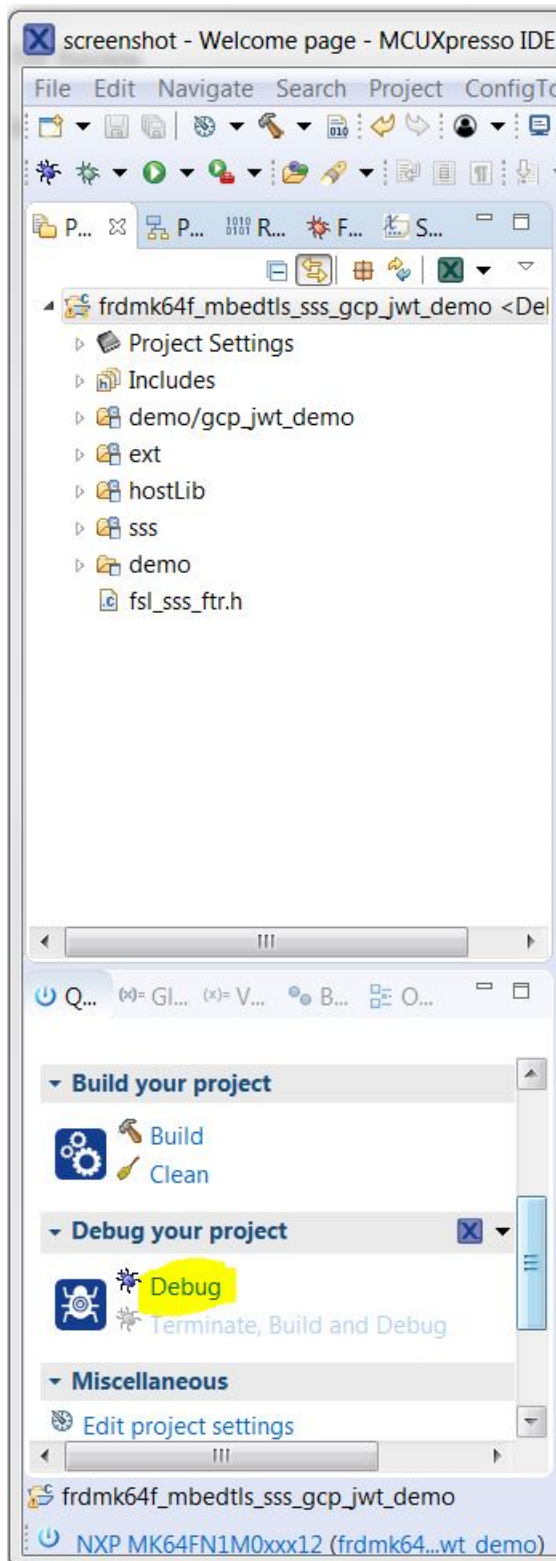 screenshot - Welcome page - MCUXpresso IDE
File Edit Navigate Search Project ConfigTo
P... P... R... F... S...
frdmk64f_mbedtls_sss_gcp_jwt_demo <Del
Project Settings
Includes
demo/gcp_jwt_demo
ext
hostLib
sss
demo
fsl_sss_ftr.h
Q... (x)= Gl... (x)= V... B... O...
Build your project
Build
Clean
Debug your project
Debug
Terminate, Build and Debug
Miscellaneous
Edit project settings
frdmk64f_mbedtls_sss_gcp_jwt_demo
NXP MK64FN1M0xxx12 (frdmk64...wt_demo)